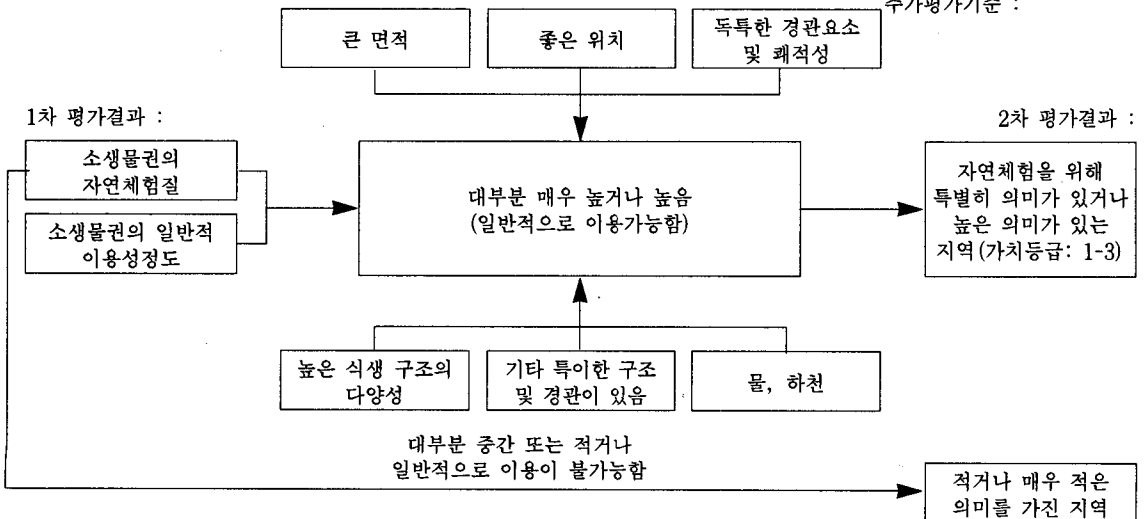 추가평가기준 :
큰 면적
좋은 위치
독특한 경관요소
및 쾌적성
1차 평가결과 :
2차 평가결과 :
소생물권의
자연체험질
소생물권의 일반적
이용성정도
대부분 매우 높거나 높음
(일반적으로 이용가능함)
자연체험을 위해
특별히 의미가 있거나
높은 의미가 있는
지역(가치등급: 1-3)
높은 식생 구조의
다양성
기타 특이한 구조
및 경관이 있음
물, 하천
대부분 중간 또는 적거나
일반적으로 이용이 불가능함
적거나 매우 적은
의미를 가진 지역